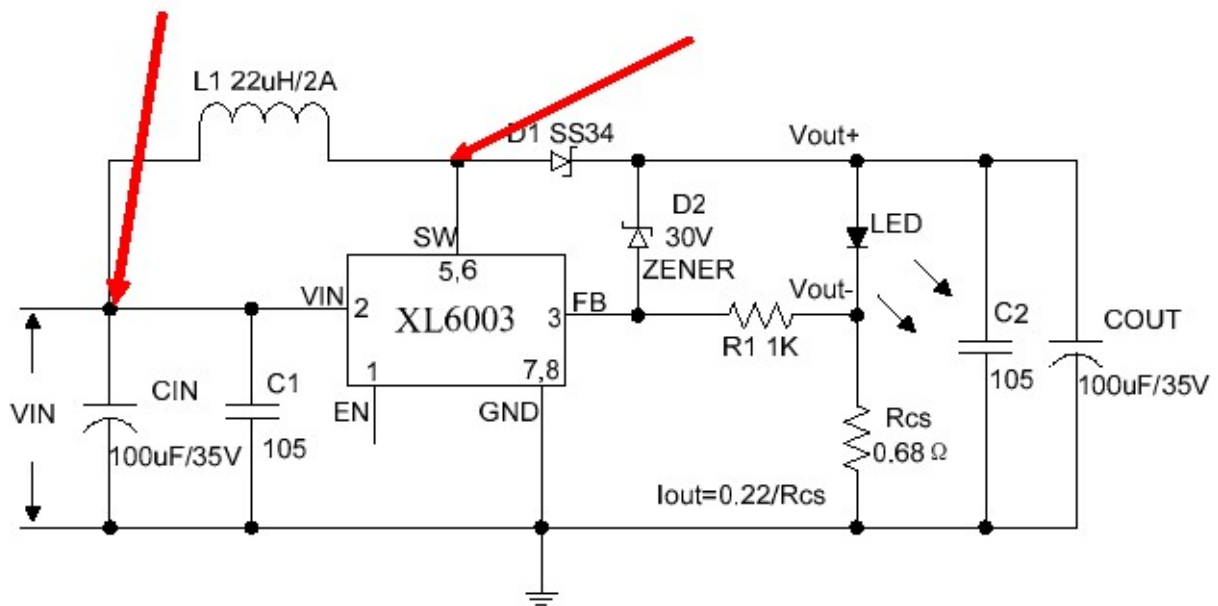 L1 22uH/2A
D1 SS34
Vout+
D2
30V
ZENER
LED
SW
5,6
VIN
2
XL6003
3
FB
Vout-
R1 1K
C2
105
COUT
100uF/35V
1
7,8
EN
GND
VIN
CIN
100uF/35V
C1
105
Rcs
0.68 Ω
Iout=0.22/Rcs